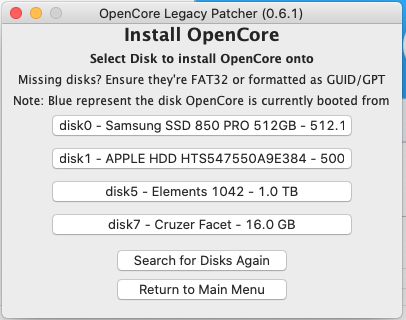 OpenCore Legacy Patcher (0.6.1)
Install OpenCore
Select Disk to install OpenCore onto
Missing disks? Ensure they're FAT32 or formatted as GUID/GPT
Note: Blue represent the disk OpenCore is currently booted from
disk0 - Samsung SSD 850 PRO 512GB - 512.1
disk1 - APPLE HDD HTS547550A9E384 - 500
disk5 - Elements 1042 - 1.0 TB
disk7 - Cruzer Facet - 16.0 GB
Search for Disks Again
Return to Main Menu